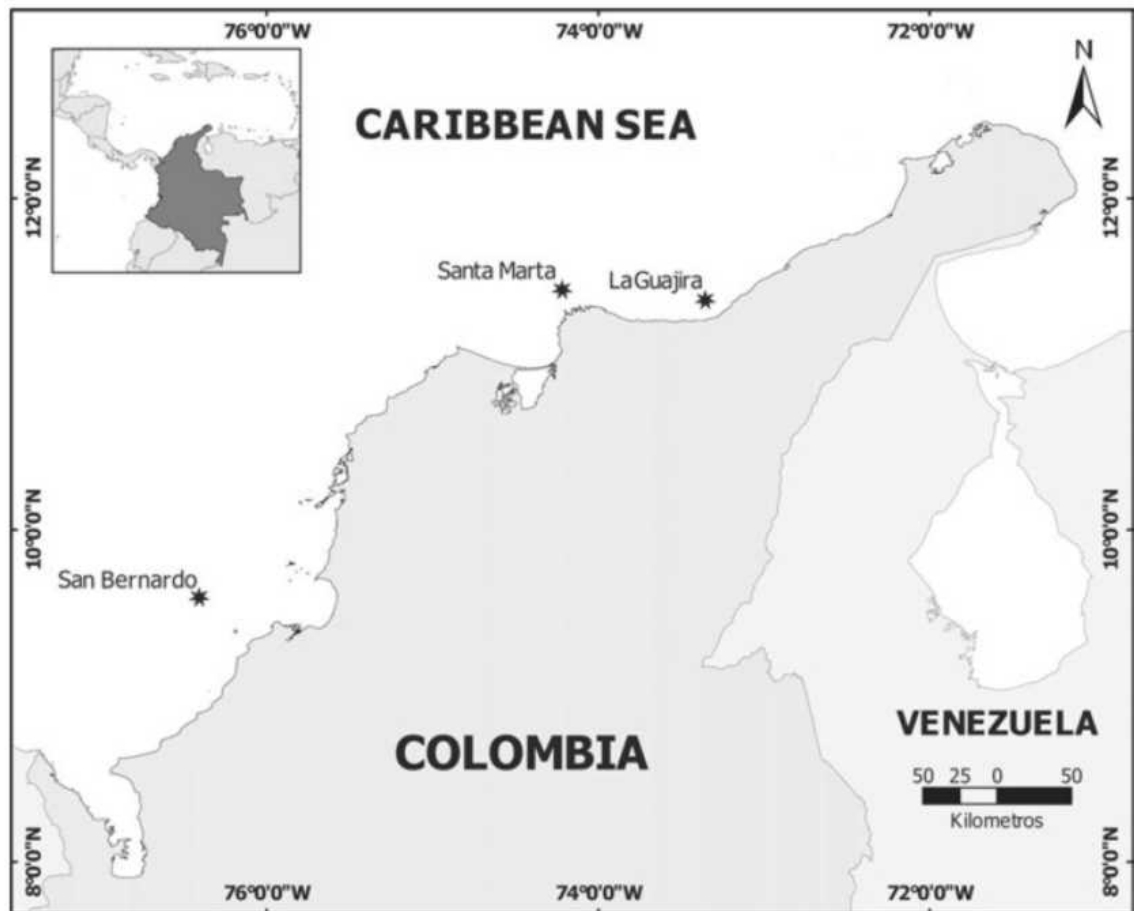 76°0'0"W 74°0'0"W 72°0'0"W
N
CARIBBEAN SEA
12°0'0"N 12°0'0"N
Santa Marta LaGuajira
10°0'0"N 10°0'0"N
San Bernardo
VENEZUELA
COLOMBIA
50 25 0 50
Kilometros
8°0'0"N 8°0'0"N
76°0'0"W 74°0'0"W 72°0'0"W